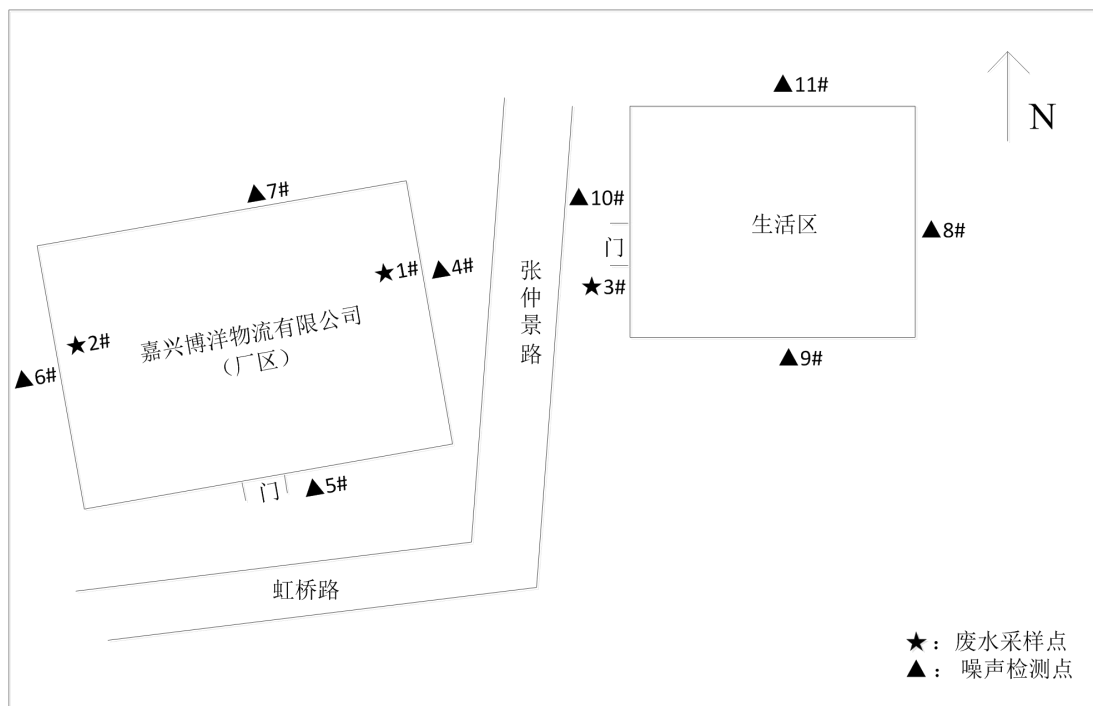 ▲11#
N
▲7#
▲10#
生活区
▲8#
门
★1#
▲4#
张仲景路
★3#
★2#
嘉兴博洋物流有限公司
（厂区）
▲6#
▲9#
门
▲5#
虹桥路
★：废水采样点
▲：噪声检测点